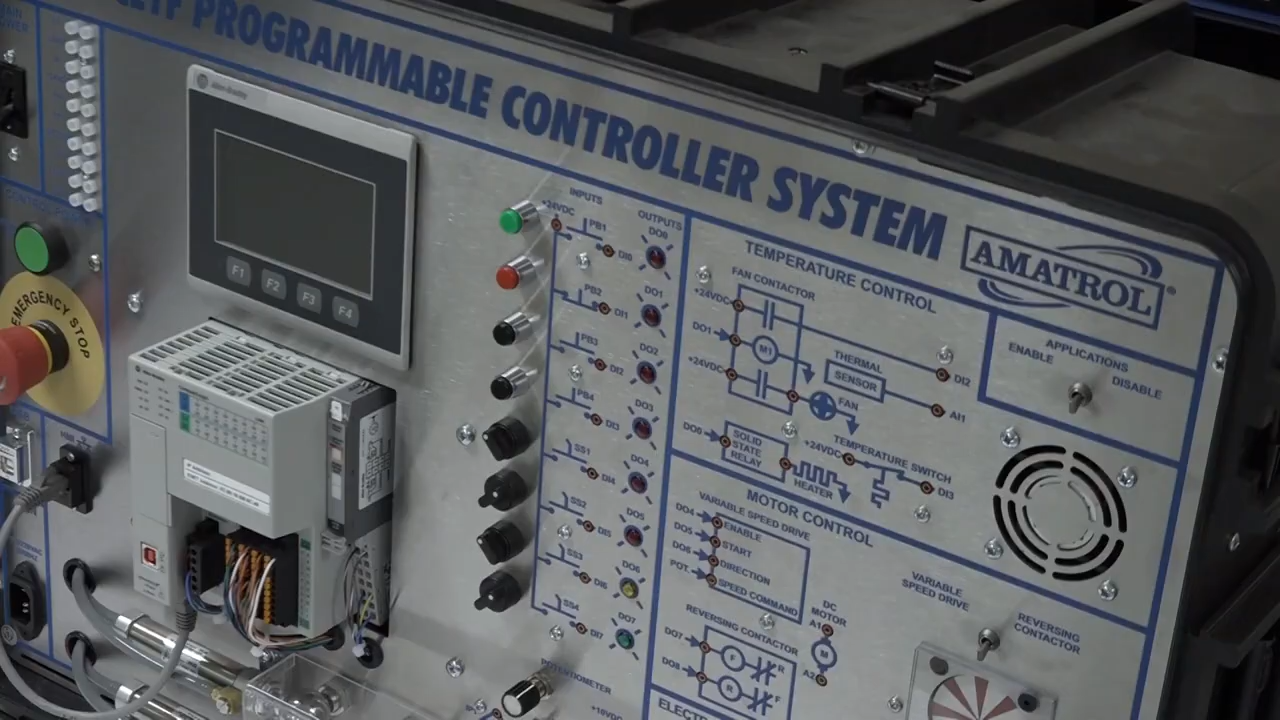 PROGRAMMABLE CONTROLLER SYSTEM
AMATROL
Allen-Bradley
F1
F2
F3
F4
EMERGENCY STOP
INPUTS
OUTPUTS
+24VDC
PB1
DI0
DO0
PB2
DI1
DO1
PB3
DI2
DO2
PB4
DI3
DO3
SS1
DI4
DO4
SS2
DI5
DO5
SS3
DI6
DO6
SS4
DI7
DO7
POTENTIOMETER
+10VDC
TEMPERATURE CONTROL
FAN CONTACTOR
+24VDC
DO1
M1
+24VDC
DI2
THERMAL
SENSOR
AI1
FAN
SOLID
STATE
RELAY
+24VDC
TEMPERATURE SWITCH
HEATER
DI3
APPLICATIONS
ENABLE
DISABLE
MOTOR CONTROL
VARIABLE SPEED DRIVE
DO4
ENABLE
DO5
START
DO6
DIRECTION
POT.
SPEED COMMAND
REVERSING CONTACTOR
DO7
F
R
DO8
R
F
DC
MOTOR
A1
M
A2
VARIABLE
SPEED DRIVE
REVERSING
CONTACTOR